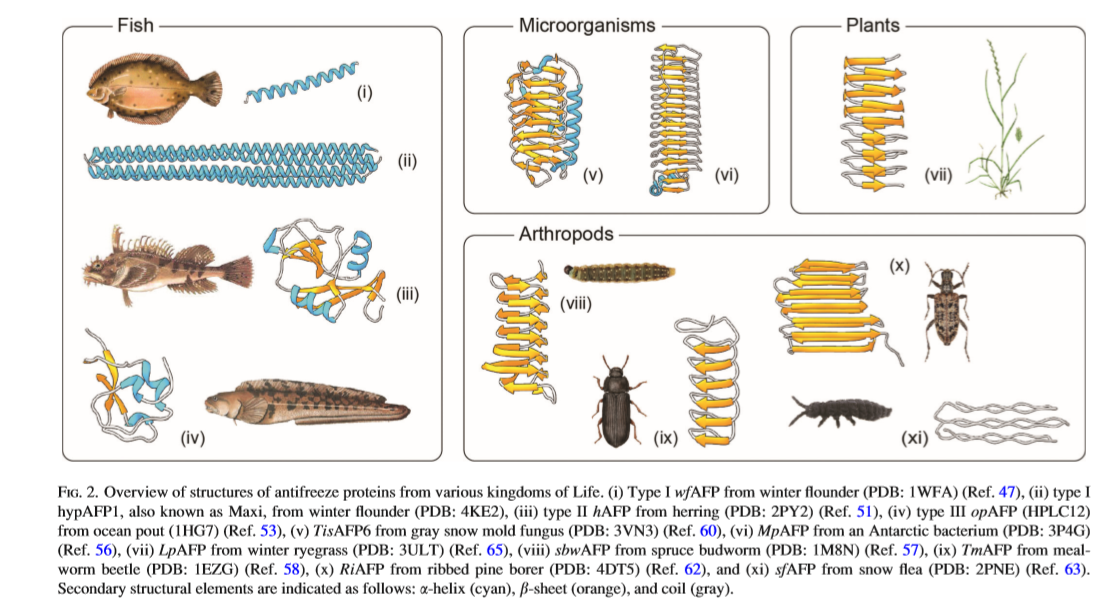 Fish
Microorganisms
Plants
(i)
(ii)
(iii)
(iv)
(v)
(vi)
(vii)
Arthropods
(viii)
(ix)
(x)
(xi)
FIG. 2. Overview of structures of antifreeze proteins from various kingdoms of Life. (i) Type I wfAFP from winter flounder (PDB: 1WFA) (Ref. 47), (ii) type I
hypAFP1, also known as Maxi, from winter flounder (PDB: 4KE2), (iii) type II hAFP from herring (PDB: 2PY2) (Ref. 51), (iv) type III opAFP (HPLC12)
from ocean pout (1HG7) (Ref. 53), (v) TisAFP6 from gray snow mold fungus (PDB: 3VN3) (Ref. 60), (vi) MpAFP from an Antarctic bacterium (PDB: 3P4G)
(Ref. 56), (vii) LpAFP from winter ryegrass (PDB: 3ULT) (Ref. 65), (viii) sbwAFP from spruce budworm (PDB: 1M8N) (Ref. 57), (ix) TmAFP from meal-
worm beetle (PDB: 1EZG) (Ref. 58), (x) RiAFP from ribbed pine borer (PDB: 4DT5) (Ref. 62), and (xi) sfAFP from snow flea (PDB: 2PNE) (Ref. 63).
Secondary structural elements are indicated as follows: α-helix (cyan), β-sheet (orange), and coil (gray).